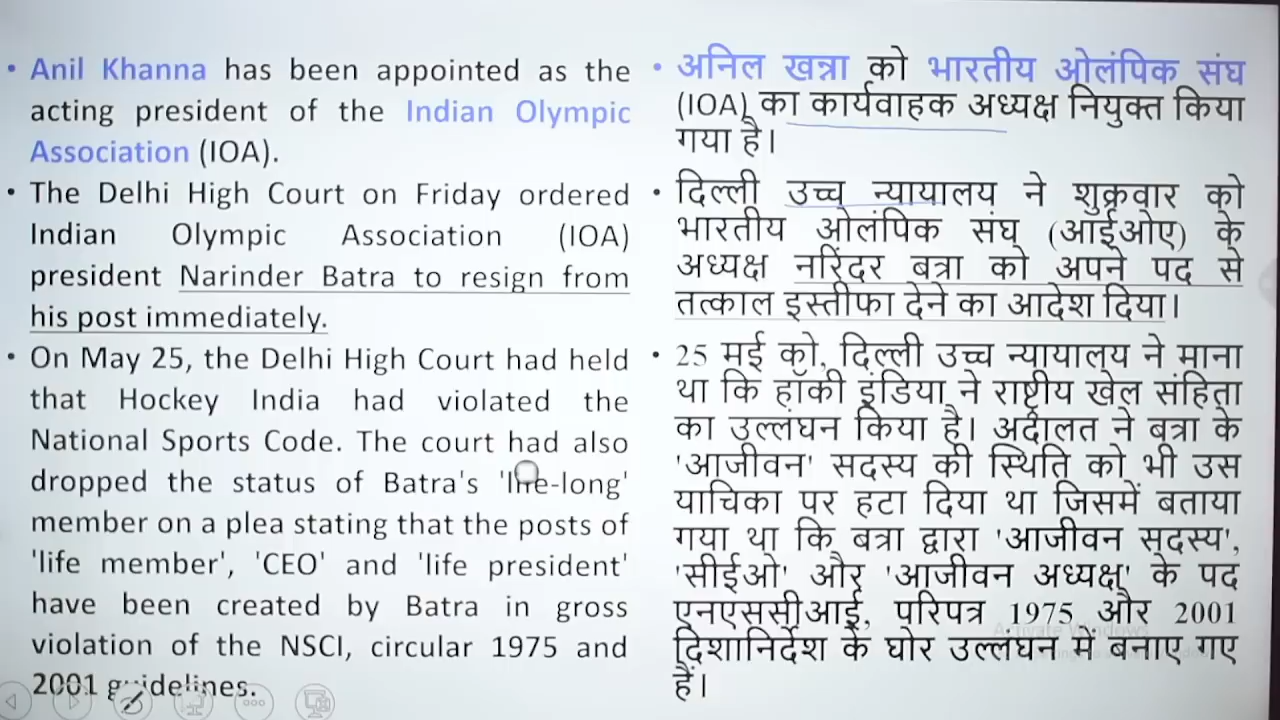 • Anil Khanna has been appointed as the
acting president of the Indian Olympic
Association (IOA).
• The Delhi High Court on Friday ordered
Indian Olympic Association (IOA)
president Narinder Batra to resign from
his post immediately.
• On May 25, the Delhi High Court had held
that Hockey India had violated the
National Sports Code. The court had also
dropped the status of Batra's 'life-long'
member on a plea stating that the posts of
'life member', 'CEO' and 'life president'
have been created by Batra in gross
violation of the NSCI, circular 1975 and
2001 guidelines.
• अनिल खन्ना को भारतीय ओलंपिक संघ
(IOA) का कार्यवाहक अध्यक्ष नियुक्त किया
गया है।
• दिल्ली उच्च न्यायालय ने शुक्रवार को
भारतीय ओलंपिक संघ (आईओए) के
अध्यक्ष नरिंदर बत्रा को अपने पद से
तत्काल इस्तीफा देने का आदेश दिया।
• 25 मई को, दिल्ली उच्च न्यायालय ने माना
था कि हॉकी इंडिया ने राष्ट्रीय खेल संहिता
का उल्लंघन किया है। अदालत ने बत्रा के
'आजीवन' सदस्य की स्थिति को भी उस
याचिका पर हटा दिया था जिसमें बताया
गया था कि बत्रा द्वारा 'आजीवन सदस्य',
'सीईओ' और 'आजीवन अध्यक्ष' के पद
एनएससीआई, परिपत्र 1975 और 2001
दिशानिर्देश के घोर उल्लंघन में बनाए गए
हैं।
Activate Windows